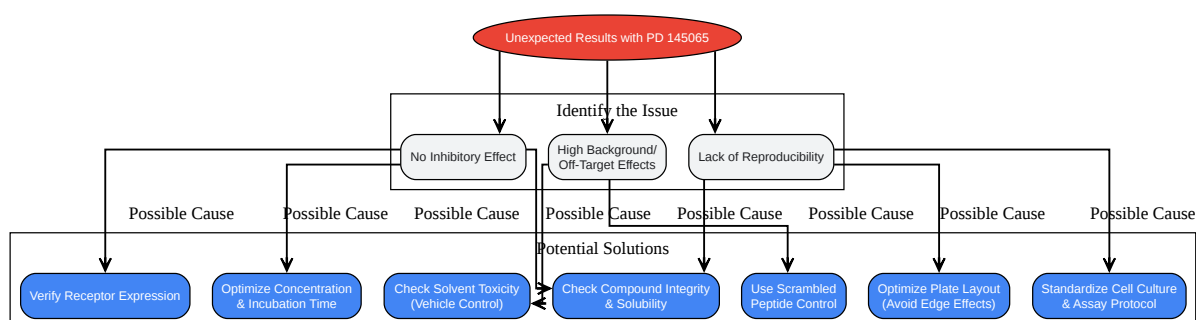 Unexpected Results with PD 145065
Identify the Issue
No Inhibitory Effect
High Background/
Off-Target Effects
Lack of Reproducibility
Possible Cause
Possible Cause
Possible Cause
Possible Cause
Possible Cause
Possible Cause
Possible Cause
Possible Cause
Potential Solutions
Verify Receptor Expression
Optimize Concentration
& Incubation Time
Check Solvent Toxicity
(Vehicle Control)
Check Compound Integrity
& Solubility
Use Scrambled
Peptide Control
Optimize Plate Layout
(Avoid Edge Effects)
Standardize Cell Culture
& Assay Protocol